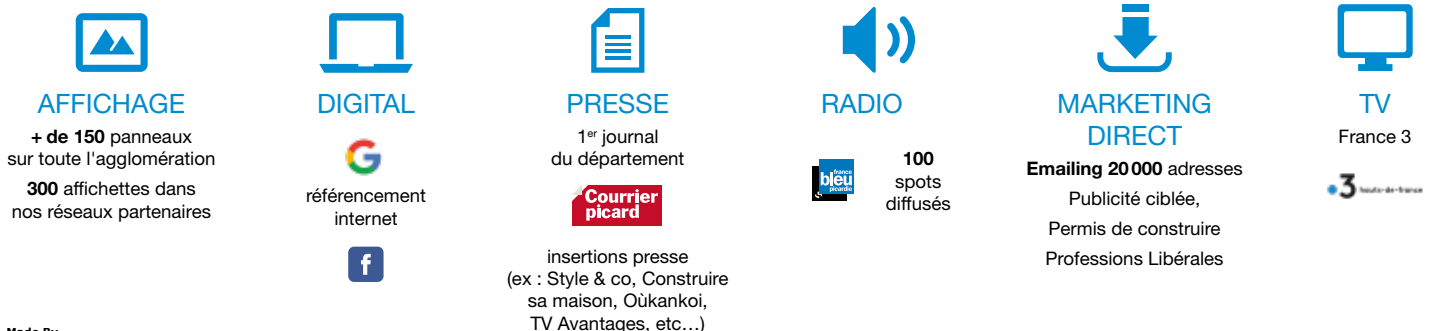 AFFICHAGE
+ de 150 panneaux
sur toute l'agglomération
300 affichettes dans
nos réseaux partenaires
DIGITAL
G
référencement
internet
f
PRESSE
1er journal
du département
Courrier
picard
insertions presse
(ex : Style & co, Construire
sa maison, Oùkankoi,
TV Avantages, etc…)
RADIO
france
bleu
picardie
100
spots
diffusés
MARKETING
DIRECT
Emailing 20 000 adresses
Publicité ciblée,
Permis de construire
Professions Libérales
TV
France 3
3 hauts-de-france
Made By